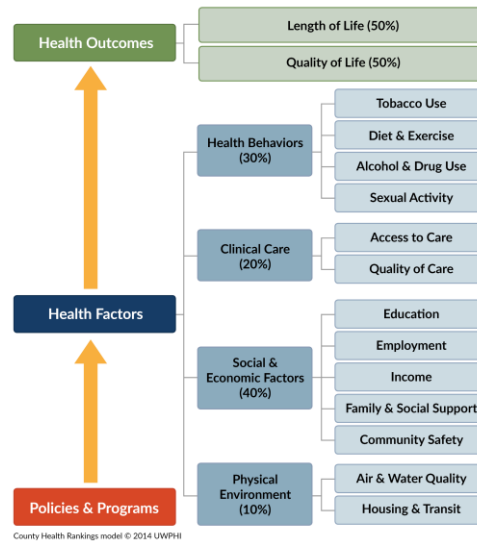 Health Outcomes
Length of Life (50%)
Quality of Life (50%)
Health Behaviors
(30%)
Tobacco Use
Diet & Exercise
Alcohol & Drug Use
Sexual Activity
Clinical Care
(20%)
Access to Care
Quality of Care
Health Factors
Social &
Economic Factors
(40%)
Education
Employment
Income
Family & Social Support
Community Safety
Physical
Environment
(10%)
Air & Water Quality
Housing & Transit
Policies & Programs
County Health Rankings model © 2014 UWPHI